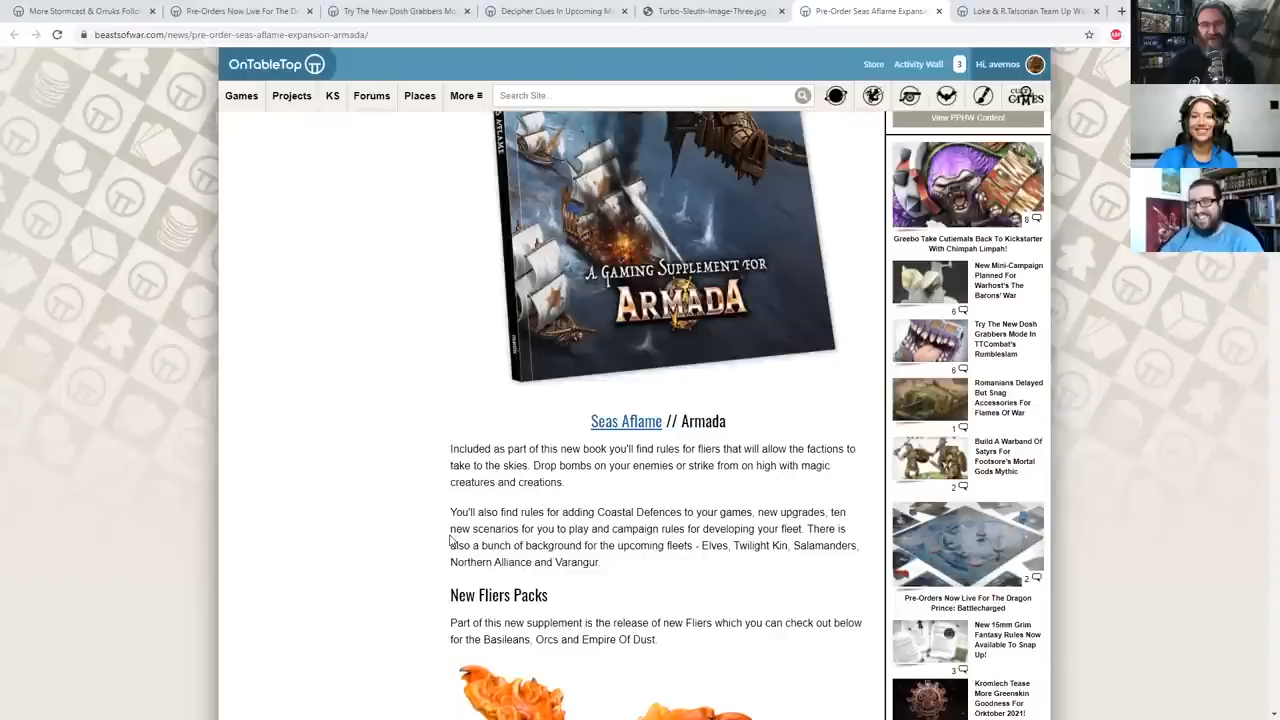 More Stormcast & Orruks Follo
Pre-Orders Now Live For The D
Try The New Dosh Grabbers Mo
Decipher Clues In Upcoming M
Turbo-Sleuth-Image-Three.jpg
Pre-Order Seas Aflame Expansi
Loke & R.Talsorian Team Up Wi
beastsofwar.com/news/pre-order-seas-aflame-expansion-armada/
ABP
OnTableTop
Store
Activity Wall
3
Hi, avernos
Games
Projects
KS
Forums
Places
More ≡
Search Site...
GAMES
A GAMING SUPPLEMENT FOR
ARMADA
Seas Aflame // Armada
Included as part of this new book you'll find rules for fliers that will allow the factions to
take to the skies. Drop bombs on your enemies or strike from on high with magic
creatures and creations.
You'll also find rules for adding Coastal Defences to your games, new upgrades, ten
new scenarios for you to play and campaign rules for developing your fleet. There is
also a bunch of background for the upcoming fleets - Elves, Twilight Kin, Salamanders,
Northern Alliance and Varangur.
New Fliers Packs
Part of this new supplement is the release of new Fliers which you can check out below
for the Basileans, Orcs and Empire Of Dust.
View PPHW Content
8
Greebo Take Cutiemals Back To Kickstarter
With Chimpah Limpah!
New Mini-Campaign
Planned For
Warhost's The
Barons' War
6
Try The New Dosh
Grabbers Mode In
TTCombat's
Rumbleslam
6
Romanians Delayed
But Snag
Accessories For
Flames Of War
1
Build A Warband Of
Satyrs For
Footsore's Mortal
Gods Mythic
2
2
Pre-Orders Now Live For The Dragon
Prince: Battlecharged
New 15mm Grim
Fantasy Rules Now
Available To Snap
Up!
3
Kromlech Tease
More Greenskin
Goodness For
Orktober 2021!